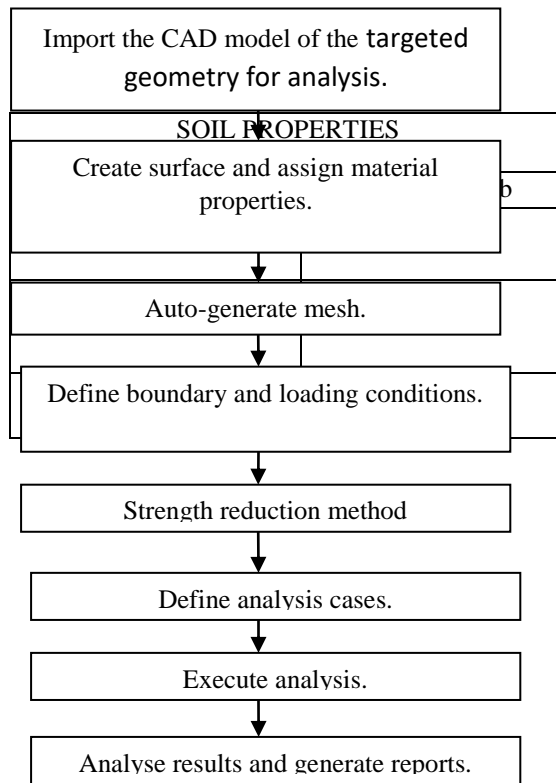 Import the CAD model of the targeted
geometry for analysis.
SOIL PROPERTIES
Create surface and assign material
properties.
b
Auto-generate mesh.
Define boundary and loading conditions.
Strength reduction method
Define analysis cases.
Execute analysis.
Analyse results and generate reports.